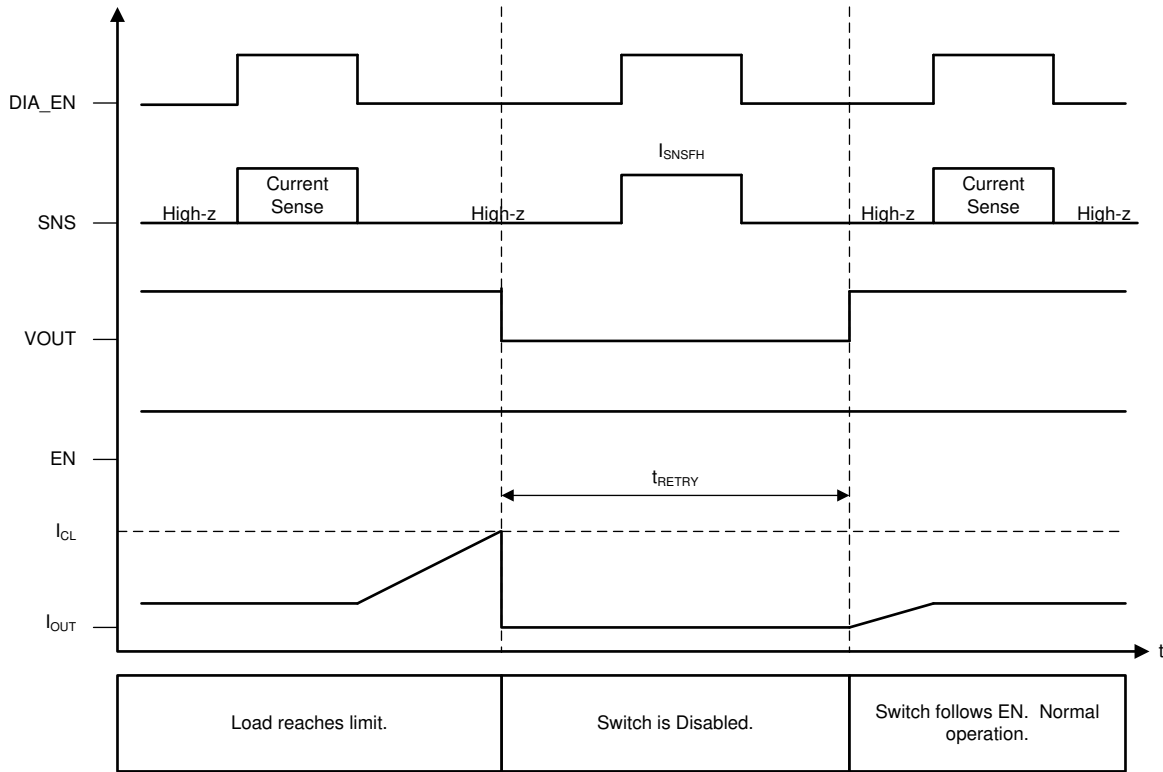 DIA_EN
I_SNSFH
Current
Sense
Current
Sense
High-z
High-z
High-z
High-z
SNS
VOUT
EN
t_RETRY
I_CL
I_OUT
t
Load reaches limit.
Switch is Disabled.
Switch follows EN. Normal
operation.